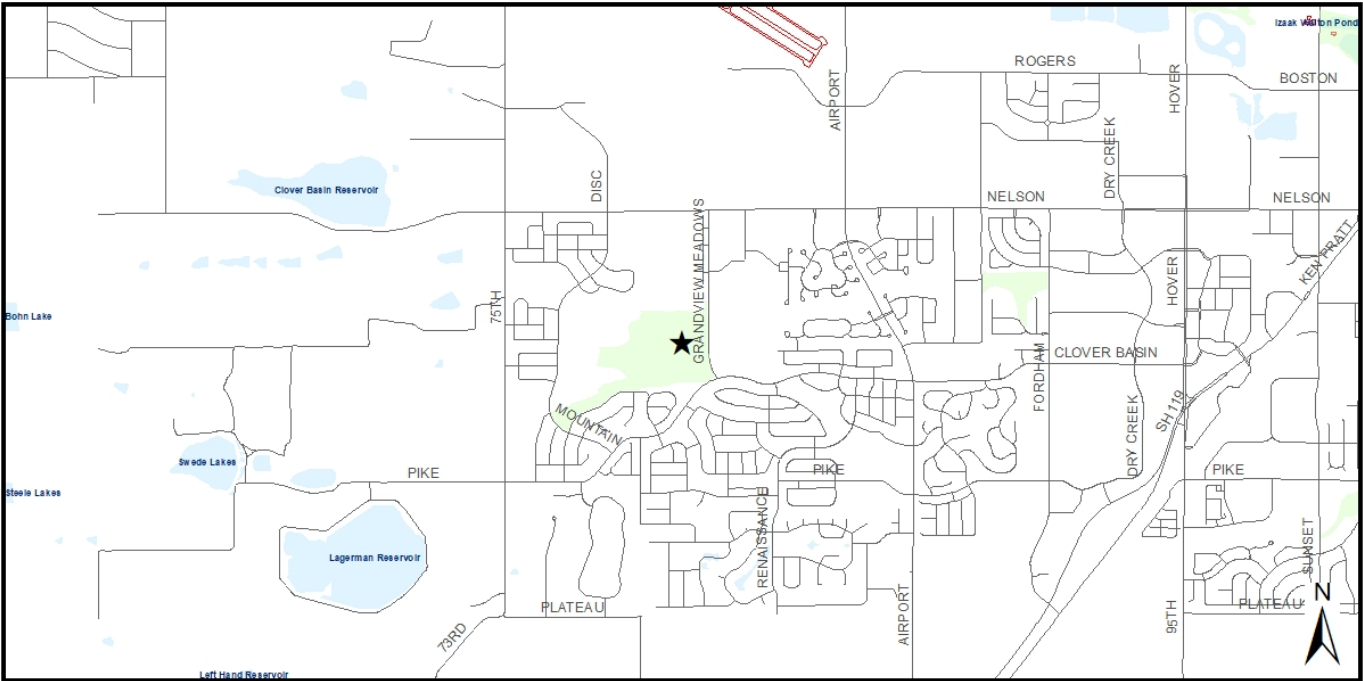 Izaak Walton Pond
ROGERS
BOSTON
AIRPORT
HOVER
DRY CREEK
Clover Basin Reservoir
DISC
NELSON
NELSON
GRANDVIEW MEADOWS
KEN PRATT
75TH
HOVER
Bohn Lake
CLOVER BASIN
FORDHAM
MOUNTAIN
SH 119
DRY CREEK
Swede Lakes
PIKE
PIKE
PIKE
Steele Lakes
RENAISSANCE
SUNSET
Lagerman Reservoir
PLATEAU
AIRPORT
95TH
PLATEAU
N
73RD
Left Hand Reservoir